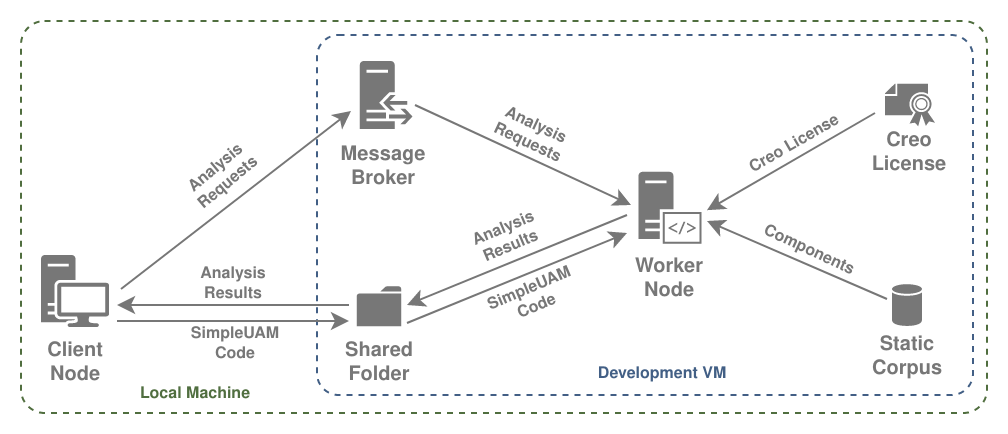 Analysis
Requests
Message
Broker
Analysis
Requests
Creo License
Creo
License
Analysis
Results
SimpleUAM
Code
Worker
Node
Components
Analysis
Results
SimpleUAM
Code
Client
Node
Shared
Folder
Static
Corpus
Development VM
Local Machine